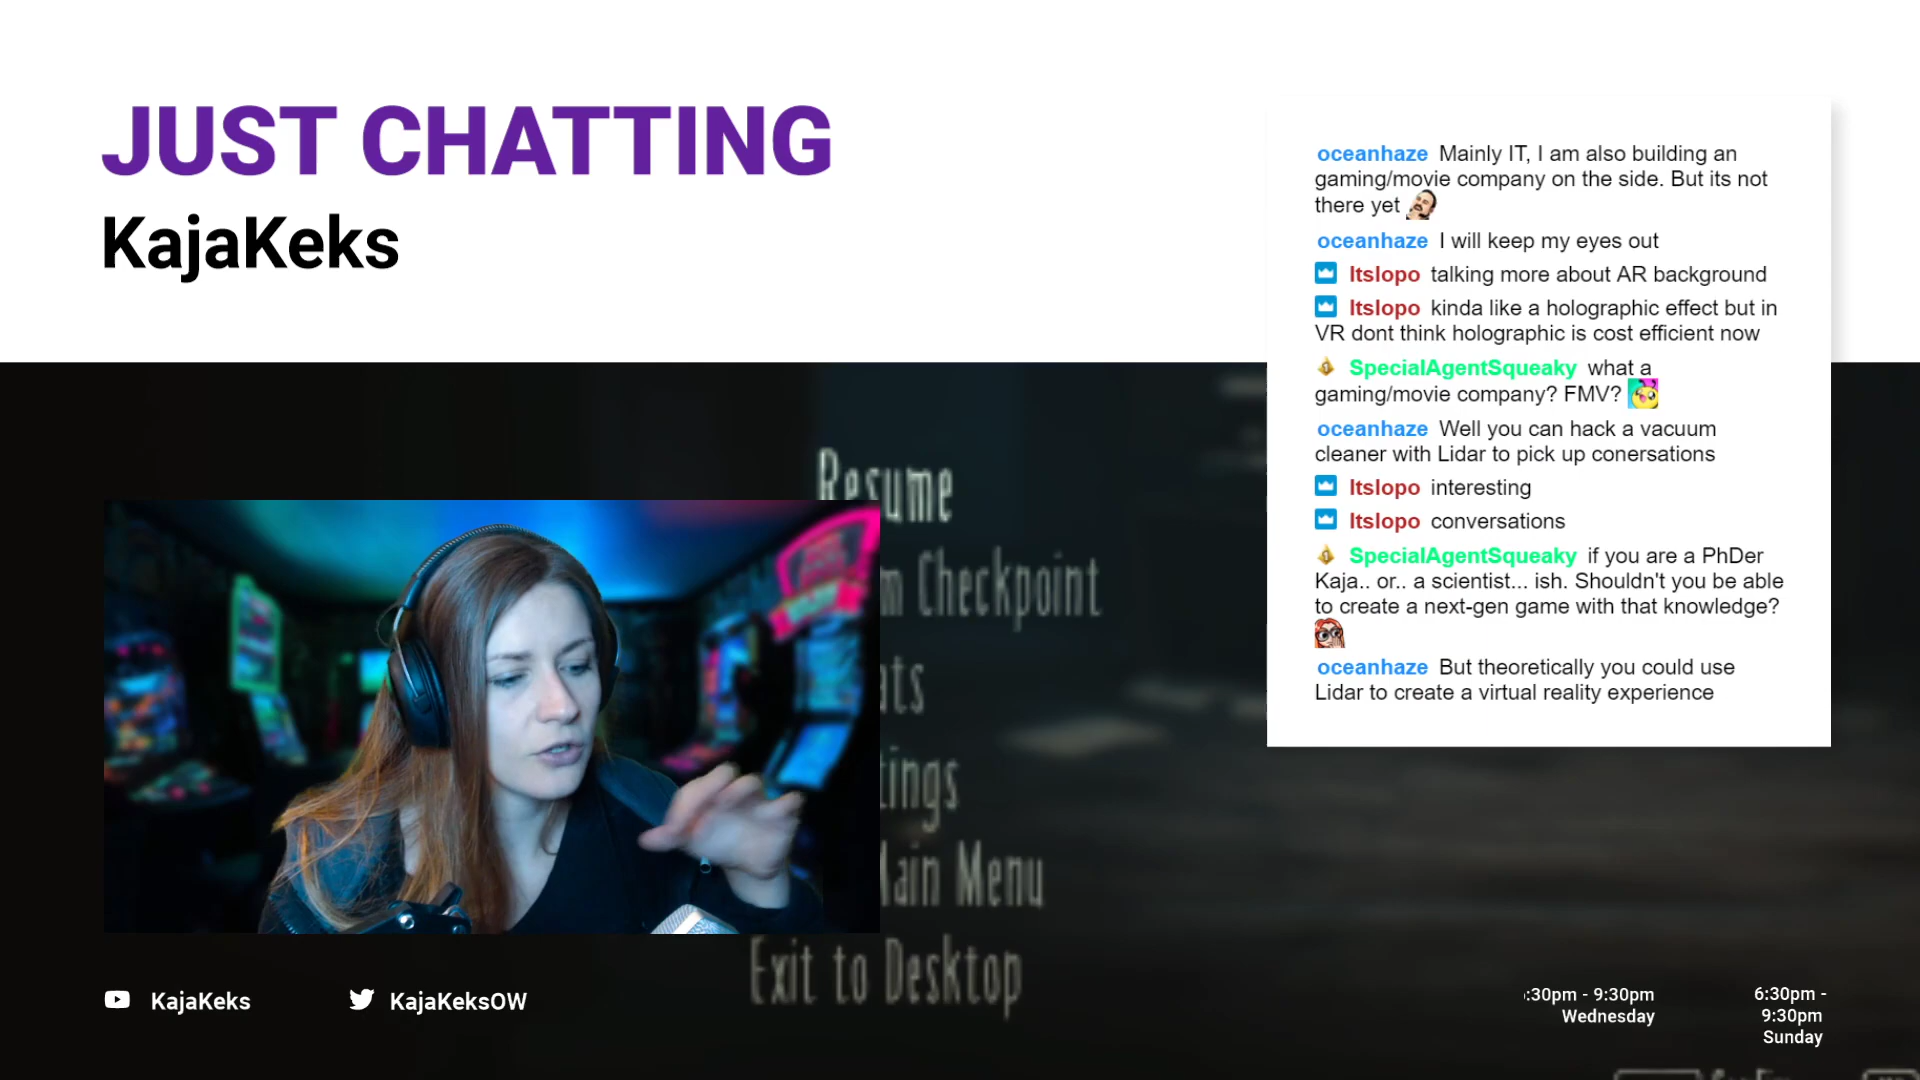 JUST CHATTING
KajaKeks
oceanhaze Mainly IT, I am also building an
gaming/movie company on the side. But its not
there yet
oceanhaze I will keep my eyes out
Itslopo talking more about AR background
Itslopo kinda like a holographic effect but in
VR dont think holographic is cost efficient now
SpecialAgentSqueaky what a
gaming/movie company? FMV?
oceanhaze Well you can hack a vacuum
cleaner with Lidar to pick up conersations
Itslopo interesting
Itslopo conversations
SpecialAgentSqueaky if you are a PhDer
Kaja.. or.. a scientist... ish. Shouldn't you be able
to create a next-gen game with that knowledge?
oceanhaze But theoretically you could use
Lidar to create a virtual reality experience
Resume
Checkpoint
Main Menu
Exit to Desktop
KajaKeks
KajaKeksOW
:30pm - 9:30pm
Wednesday
6:30pm -
9:30pm
Sunday